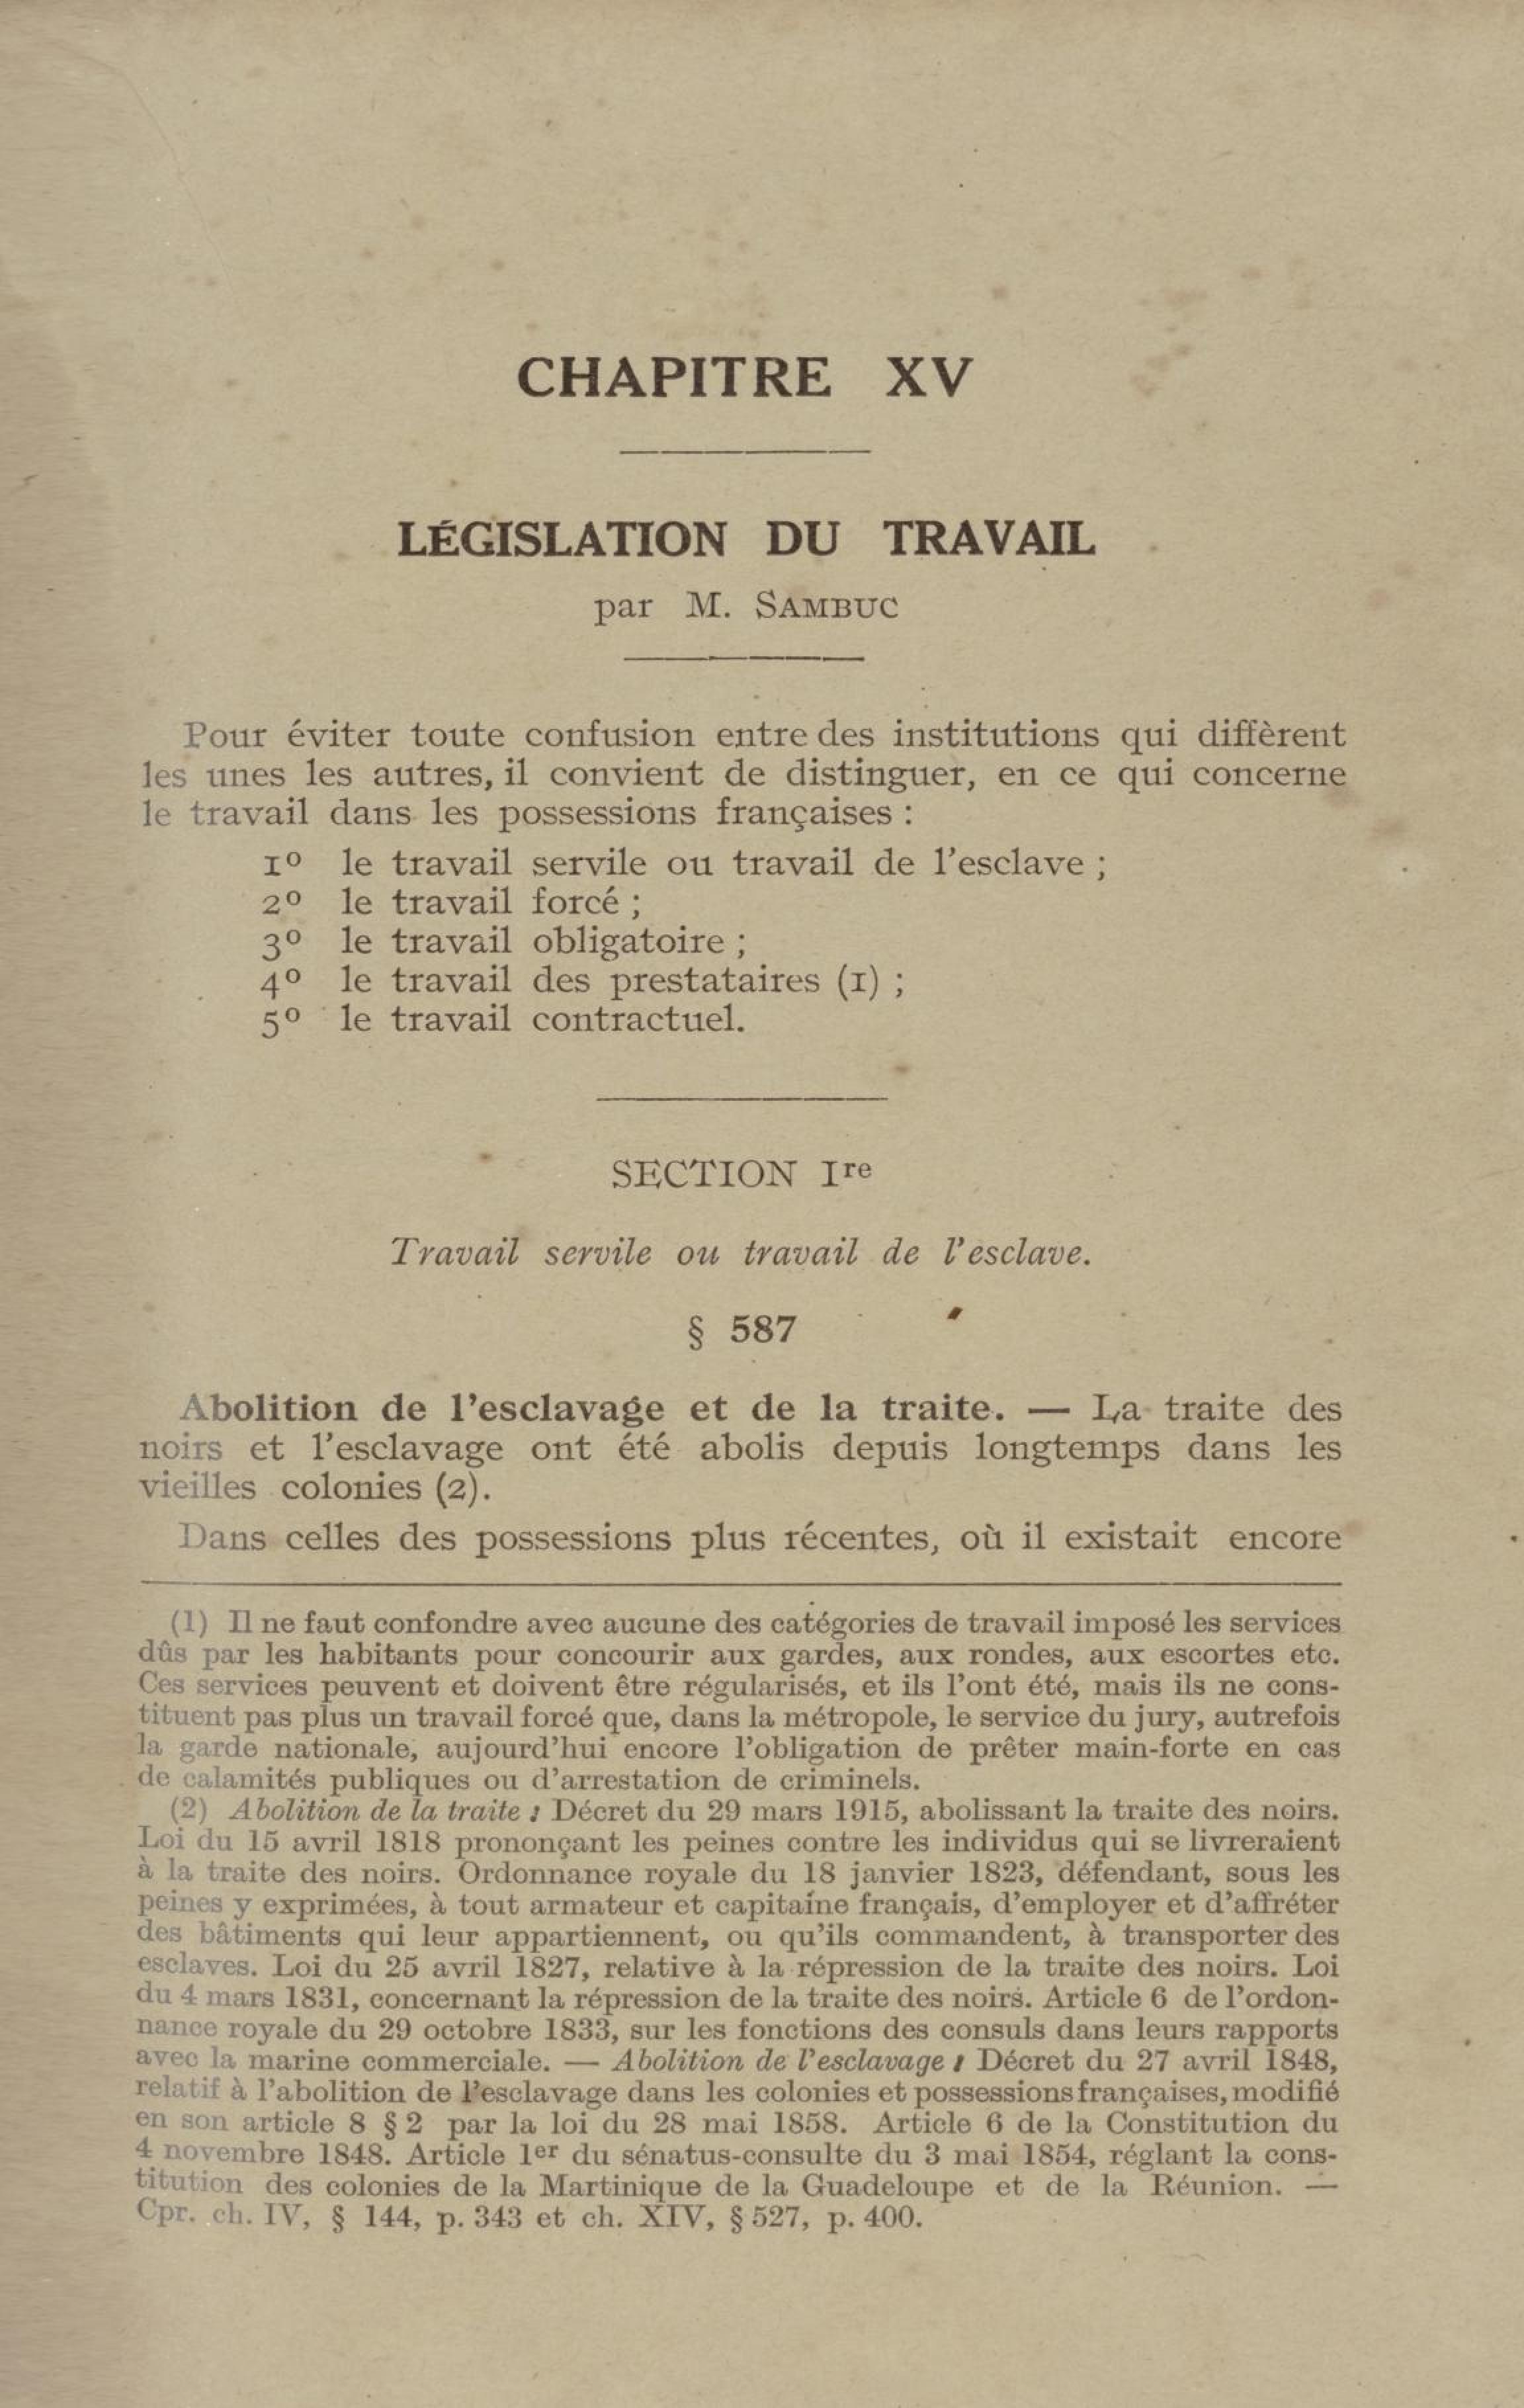 CHAPITRE XV
LÉGISLATION DU TRAVAIL
par M. SAMBUC
Pour éviter toute confusion entre des institutions qui diffèrent
les unes les autres, il convient de distinguer, en ce qui concerne
le travail dans les possessions françaises :
1º le travail servile ou travail de l'esclave ;
2º le travail forcé ;
3º le travail obligatoire ;
4º le travail des prestataires (1) ;
5º le travail contractuel.
SECTION Ire
Travail servile ou travail de l'esclave.
§ 587
Abolition de l'esclavage et de la traite. — La traite des
noirs et l'esclavage ont été abolis depuis longtemps dans les
vieilles colonies (2).
Dans celles des possessions plus récentes, où il existait encore
(1) Il ne faut confondre avec aucune des catégories de travail imposé les services
dûs par les habitants pour concourir aux gardes, aux rondes, aux escortes etc.
Ces services peuvent et doivent être régularisés, et ils l'ont été, mais ils ne cons-
tituent pas plus un travail forcé que, dans la métropole, le service du jury, autrefois
la garde nationale, aujourd'hui encore l'obligation de prêter main-forte en cas
de calamités publiques ou d'arrestation de criminels.
(2) Abolition de la traite : Décret du 29 mars 1915, abolissant la traite des noirs.
Loi du 15 avril 1818 prononçant les peines contre les individus qui se livreraient
à la traite des noirs. Ordonnance royale du 18 janvier 1823, défendant, sous les
peines y exprimées, à tout armateur et capitaine français, d'employer et d'affréter
des bâtiments qui leur appartiennent, ou qu'ils commandent, à transporter des
esclaves. Loi du 25 avril 1827, relative à la répression de la traite des noirs. Loi
du 4 mars 1831, concernant la répression de la traite des noirs. Article 6 de l'ordon-
nance royale du 29 octobre 1833, sur les fonctions des consuls dans leurs rapports
avec la marine commerciale. — Abolition de l'esclavage : Décret du 27 avril 1848,
relatif à l'abolition de l'esclavage dans les colonies et possessions françaises, modifié
en son article 8 § 2 par la loi du 28 mai 1858. Article 6 de la Constitution du
4 novembre 1848. Article 1er du sénatus-consulte du 3 mai 1854, réglant la cons-
titution des colonies de la Martinique de la Guadeloupe et de la Réunion. —
Cpr. ch. IV, § 144, p. 343 et ch. XIV, § 527, p. 400.